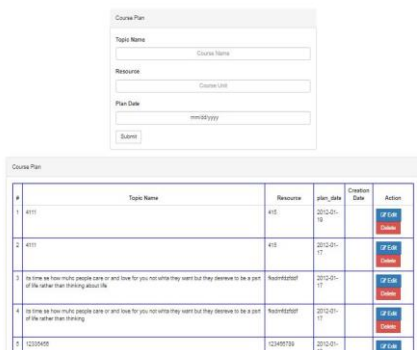 Course Plan
Topic Name
Course Name
Resource
Course Unit
Plan Date
mm/dd/yyyy
Submit
Course Plan
# Topic Name Resource plan_date Creation Date Action
1 4111 415 2012-01-19 Edit
Delete
2 4111 415 2012-01-17 Edit
Delete
3 its time se how muhc people care or and love for you not whta they want but they desreve to be a part 2012-01-17 Edit
of life rather than thinking about life Delete
4 its time se how muhc people care or and love for you not whta they want but they desreve to be a part 2012-01-17 Edit
of life rather than thinking Delete
5 12335455 123455789 2012-01- Edit